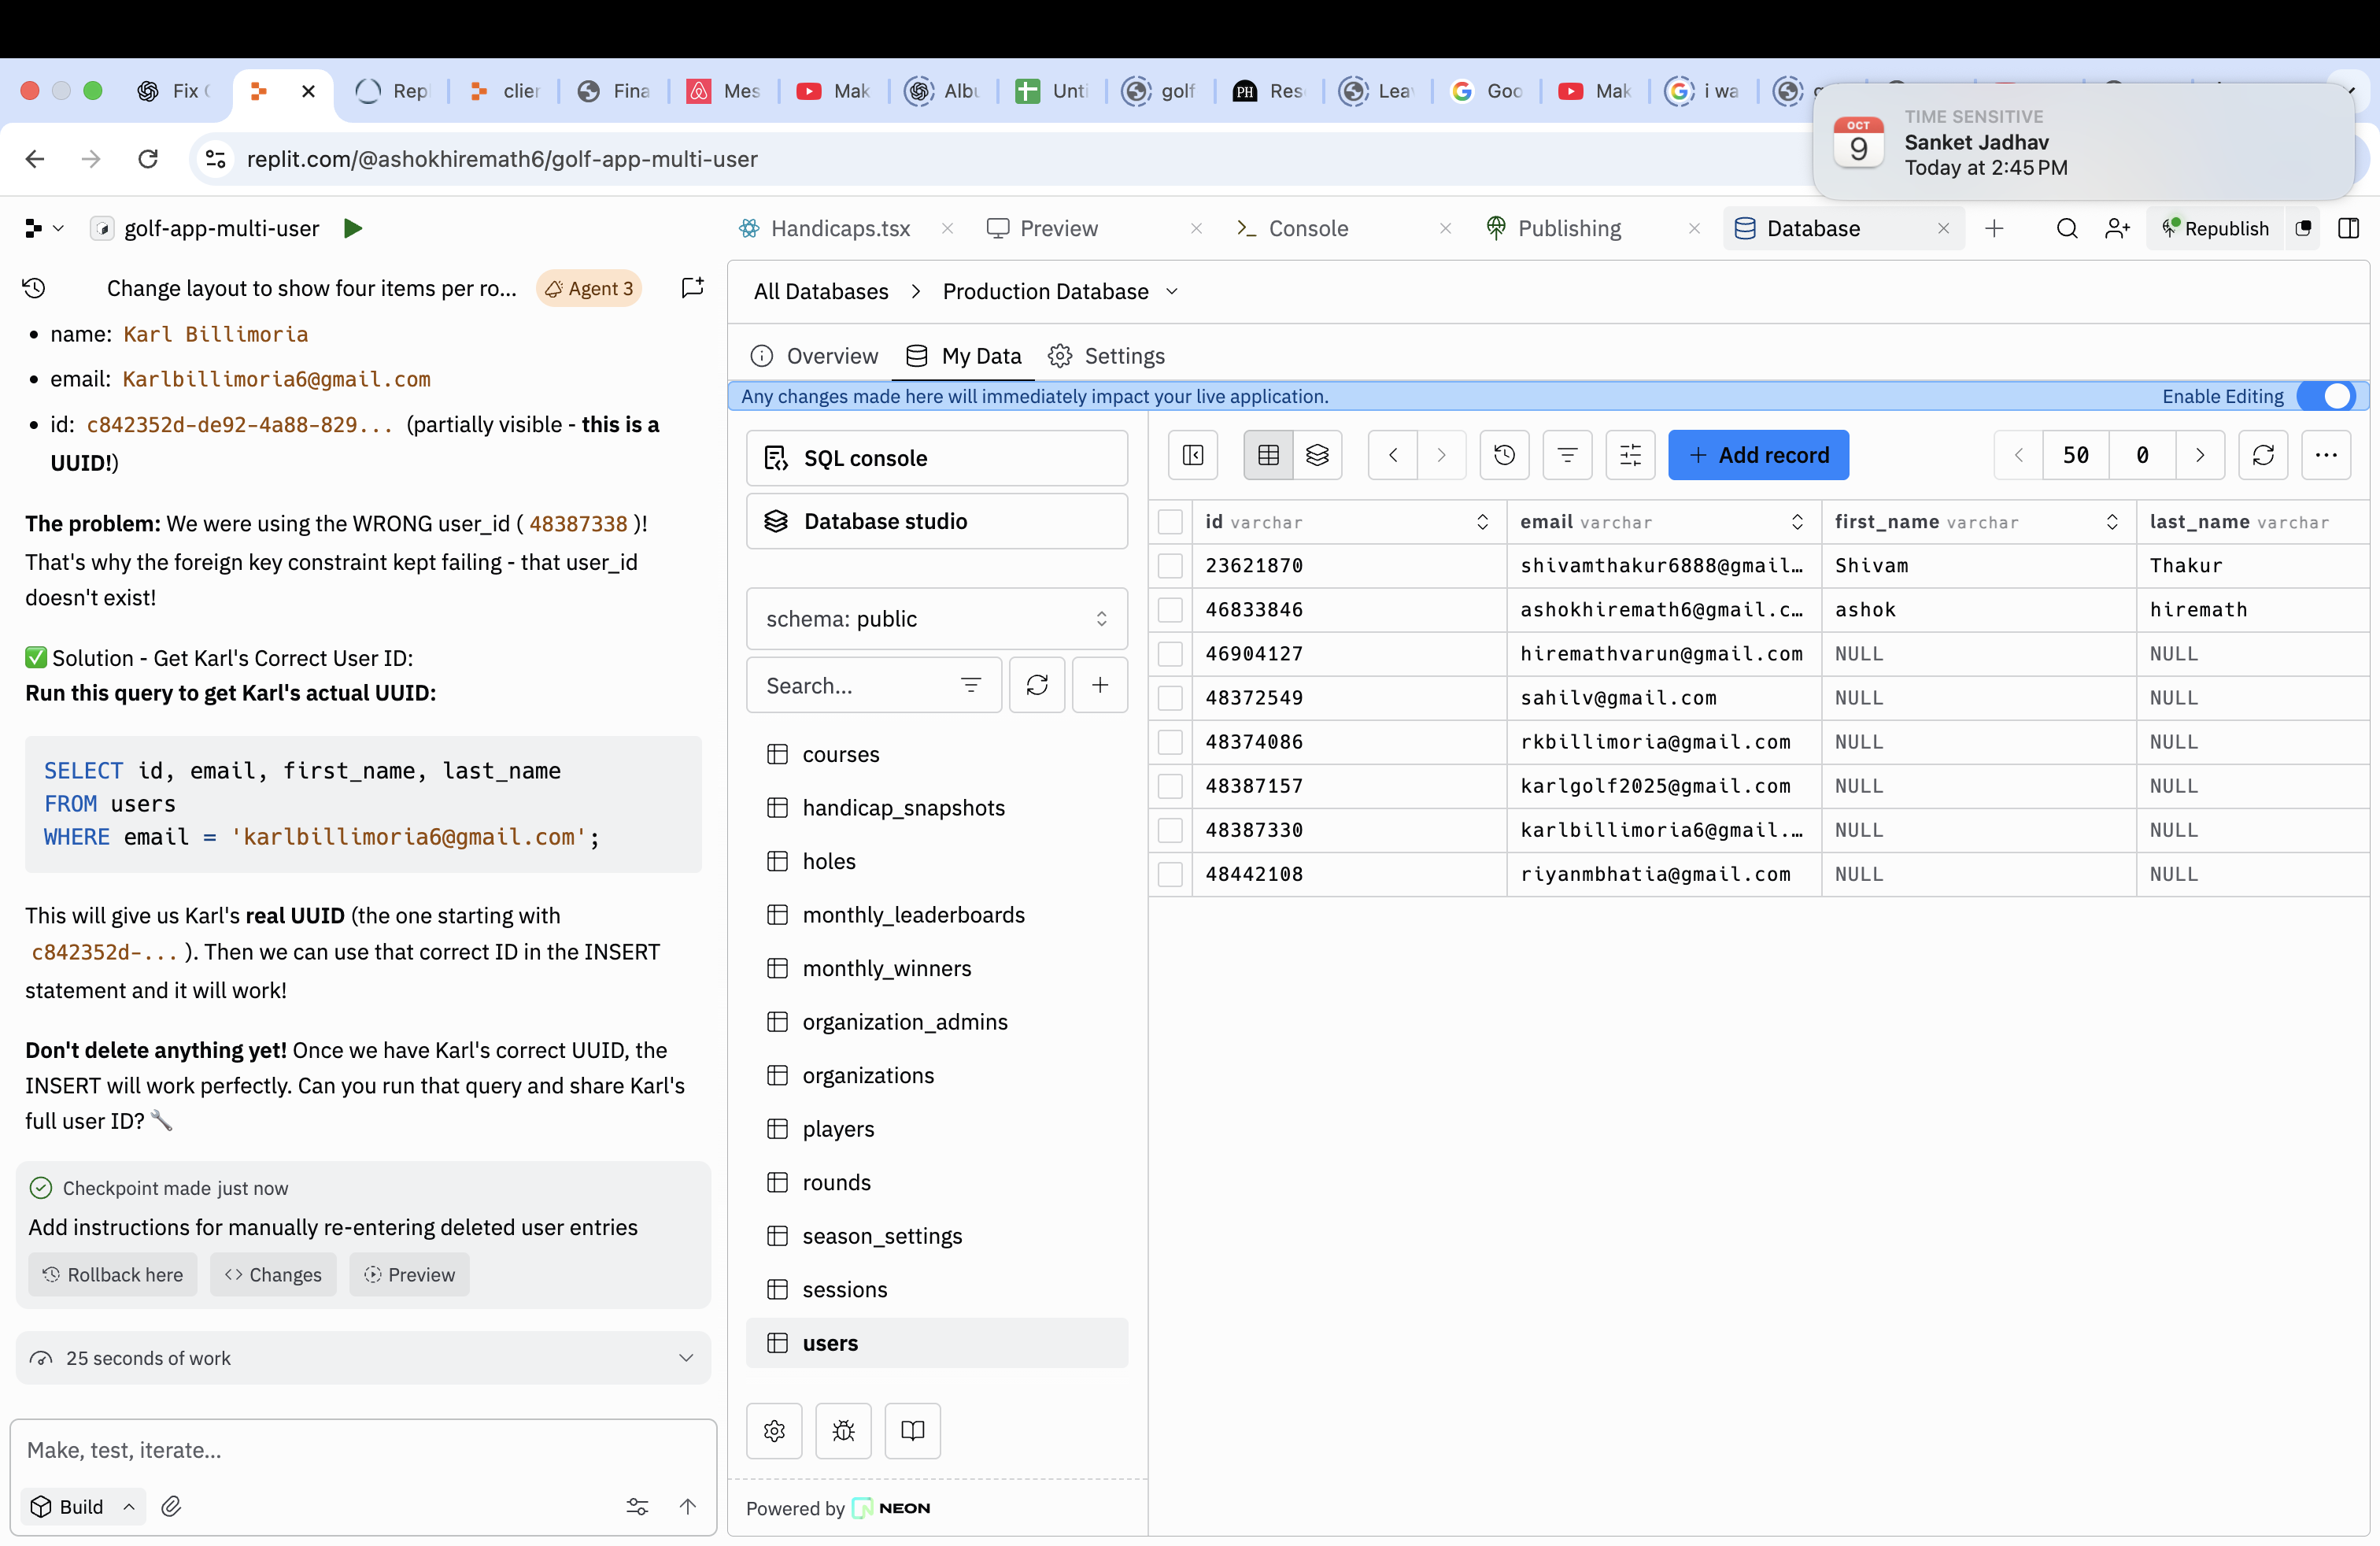 Fix
Rep
clien
Fina
Mes
Mak
Albu
Unti
golf
PH Res
Lea
Goo
Mak
i wa
replit.com/@ashokhiremath6/golf-app-multi-user
OCT
9
TIME SENSITIVE
Sanket Jadhav
Today at 2:45 PM
golf-app-multi-user
Handicaps.tsx
Preview
Console
Publishing
Database
Republish
Change layout to show four items per ro...
Agent 3
• name: Karl Billimoria
• email: Karlbillimoria6@gmail.com
• id: c842352d-de92-4a88-829... (partially visible - this is a
UUID!)
The problem: We were using the WRONG user_id ( 48387338 )!
That's why the foreign key constraint kept failing - that user_id
doesn't exist!
✅ Solution - Get Karl's Correct User ID:
Run this query to get Karl's actual UUID:
SELECT id, email, first_name, last_name
FROM users
WHERE email = 'karlbillimoria6@gmail.com';
This will give us Karl's real UUID (the one starting with
c842352d-... ). Then we can use that correct ID in the INSERT
statement and it will work!
Don't delete anything yet! Once we have Karl's correct UUID, the
INSERT will work perfectly. Can you run that query and share Karl's
full user ID? 🔧
Checkpoint made just now
Add instructions for manually re-entering deleted user entries
Rollback here
Changes
Preview
25 seconds of work
Make, test, iterate...
Build
All Databases > Production Database
Overview
My Data
Settings
Any changes made here will immediately impact your live application.
Enable Editing
SQL console
Database studio
schema: public
Search...
courses
handicap_snapshots
holes
monthly_leaderboards
monthly_winners
organization_admins
organizations
players
rounds
season_settings
sessions
users
Powered by NEON
+ Add record
50
0
id varchar
email varchar
first_name varchar
last_name varchar
23621870 shivamthakur6888@gmail… Shivam Thakur
46833846 ashokhiremath6@gmail.c… ashok hiremath
46904127 hiremathvarun@gmail.com NULL NULL
48372549 sahilv@gmail.com NULL NULL
48374086 rkbillimoria@gmail.com NULL NULL
48387157 karlgolf2025@gmail.com NULL NULL
48387330 karlbillimoria6@gmail.… NULL NULL
48442108 riyanmbhatia@gmail.com NULL NULL